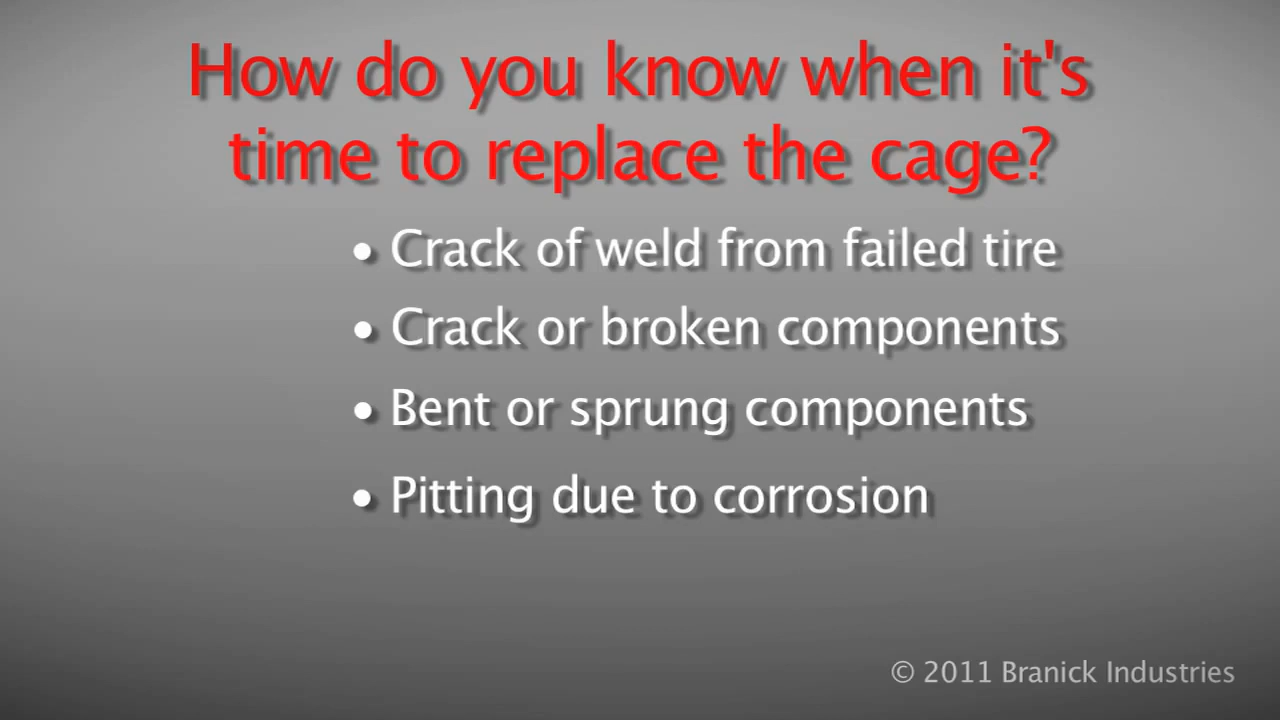 How do you know when it's
time to replace the cage?
• Crack of weld from failed tire
• Crack or broken components
• Bent or sprung components
• Pitting due to corrosion
© 2011 Branick Industries